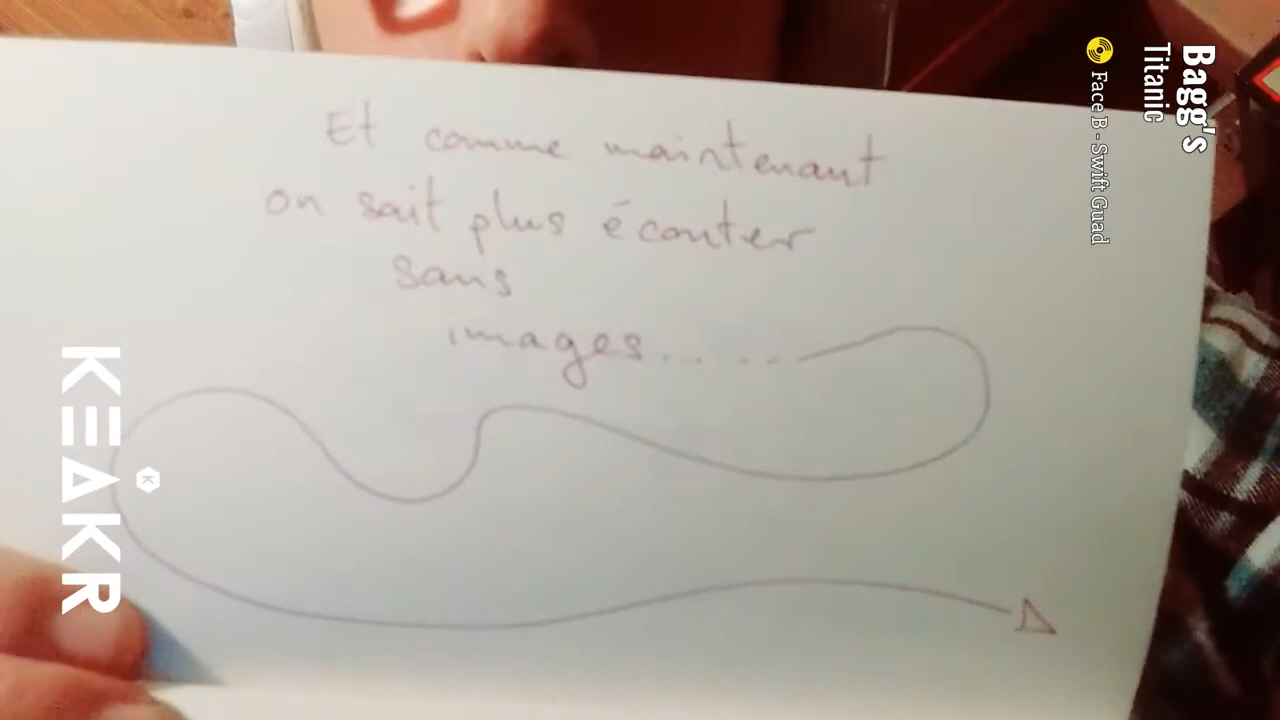 Et comme maintenant
on sait plus écouter
sans
images......
Bagg's
Titanic
Face B - Swift Guad
KEAKR
K